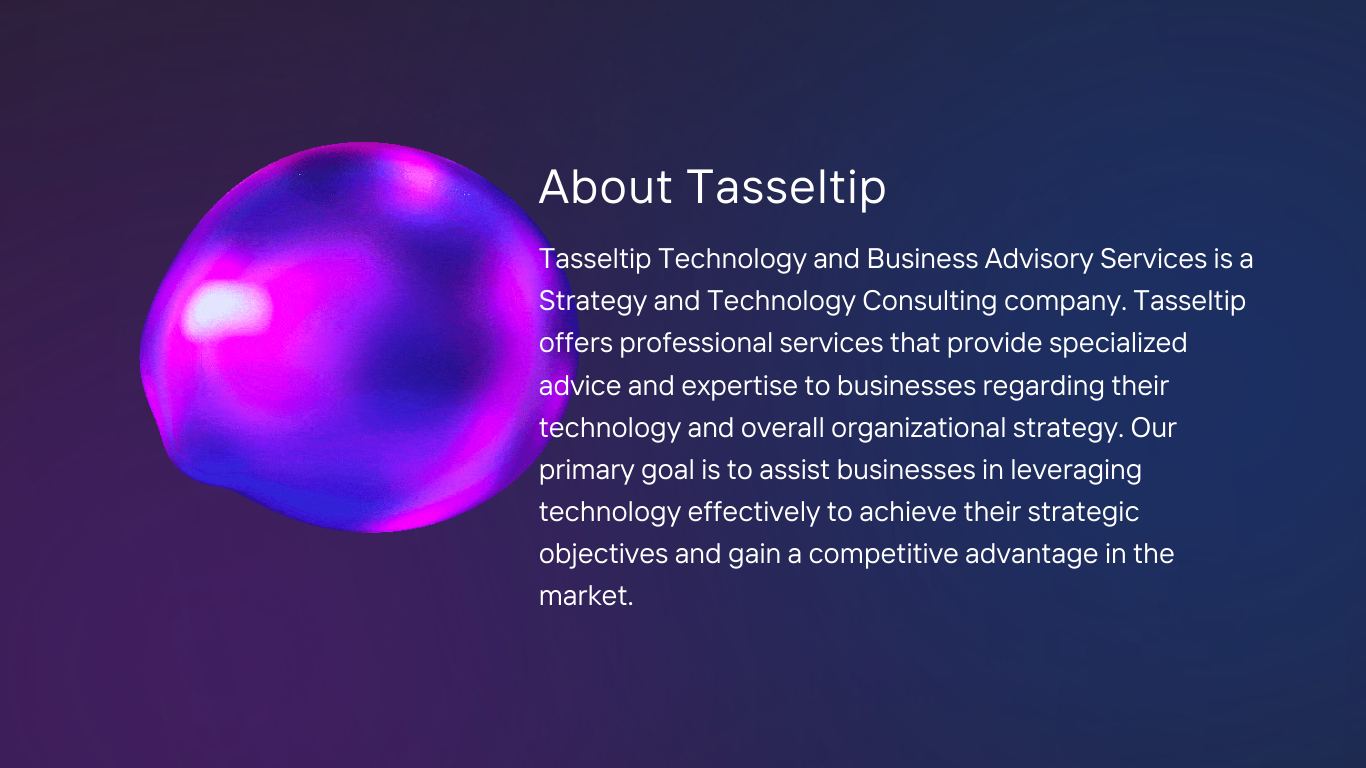 About Tasseltip
Tasseltip Technology and Business Advisory Services is a
Strategy and Technology Consulting company. Tasseltip
offers professional services that provide specialized
advice and expertise to businesses regarding their
technology and overall organizational strategy. Our
primary goal is to assist businesses in leveraging
technology effectively to achieve their strategic
objectives and gain a competitive advantage in the
market.